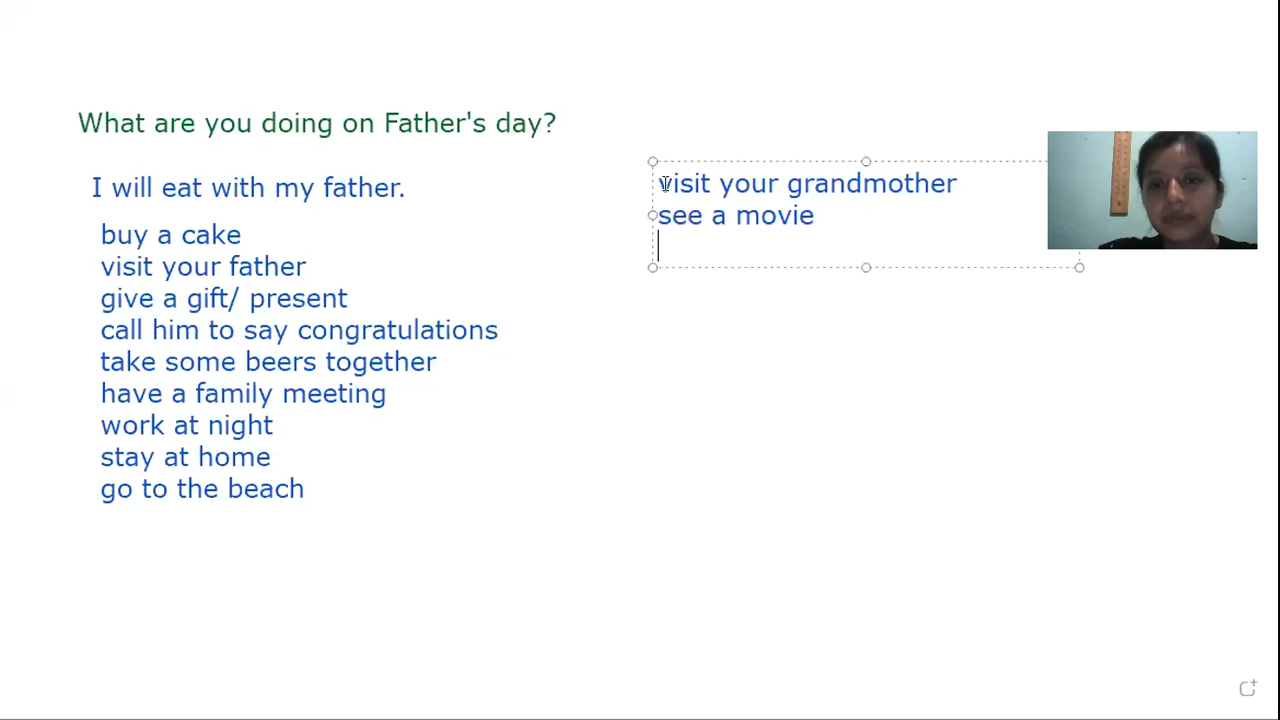 What are you doing on Father's day?
I will eat with my father.
buy a cake
visit your father
give a gift/ present
call him to say congratulations
take some beers together
have a family meeting
work at night
stay at home
go to the beach
visit your grandmother
see a movie